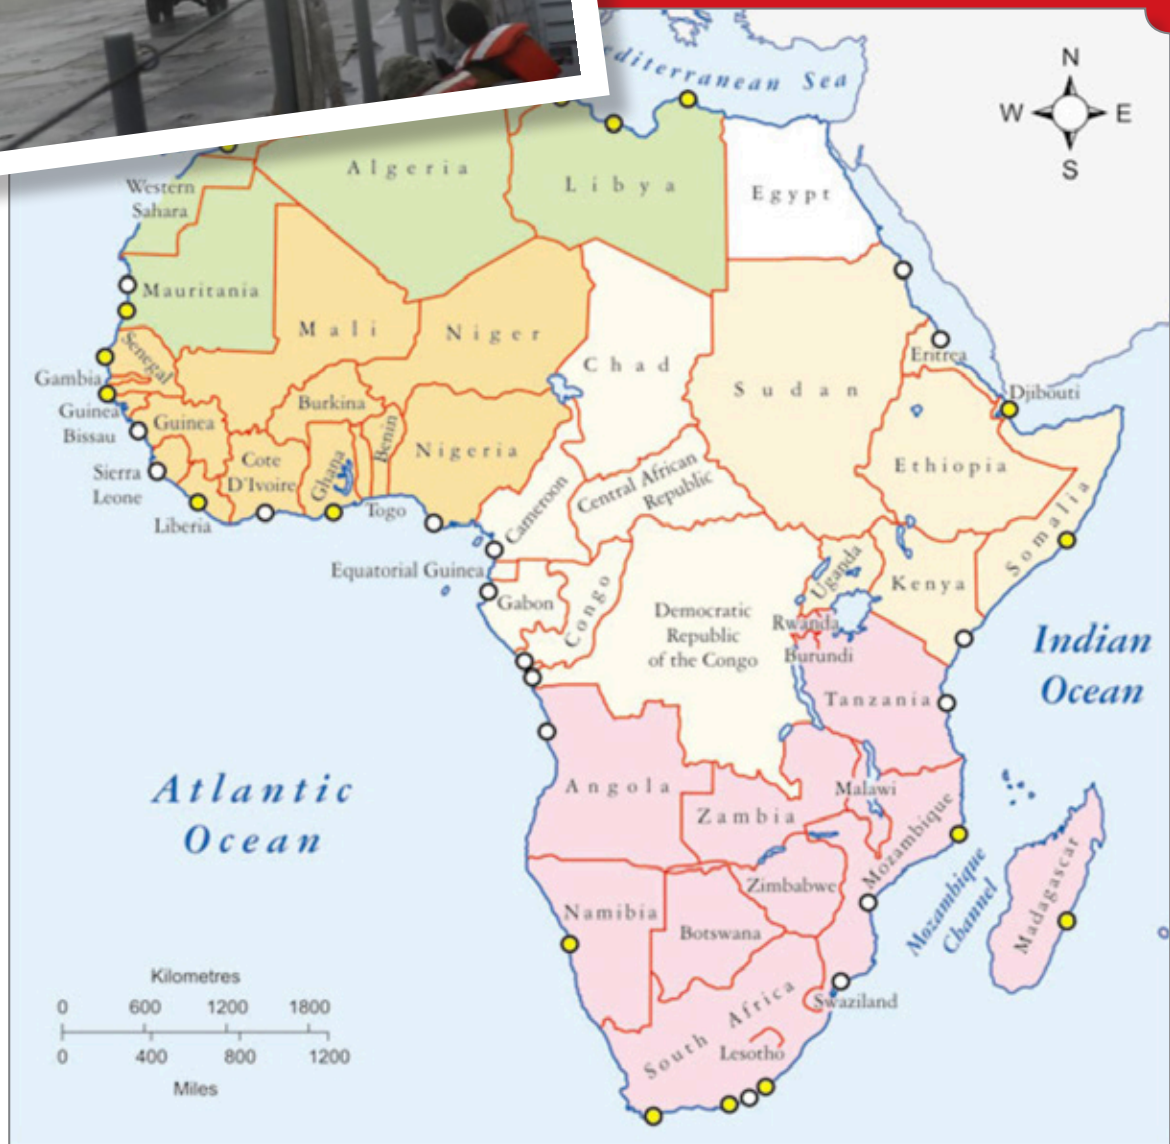 editerranean Sea
N
W E
S
Algeria
Libya
Egypt
Western
Sahara
Mauritania
Mali
Niger
Chad
Sudan
Eritrea
Djibouti
Senegal
Gambia
Guinea
Bissau
Guinea
Burkina
Benin
Nigeria
Ethiopia
Somalia
Sierra
Leone
Cote
D'Ivoire
Ghana
Togo
Liberia
Cameroon
Central African
Republic
Equatorial Guinea
Gabon
Congo
Democratic
Republic
of the Congo
Uganda
Kenya
Rwanda
Burundi
Tanzania
Indian
Ocean
Atlantic
Ocean
Angola
Zambia
Malawi
Mozambique
Zimbabwe
Mozambique
Channel
Madagascar
Namibia
Botswana
South Africa
Swaziland
Lesotho
Kilometres
0 600 1200 1800
0 400 800 1200
Miles